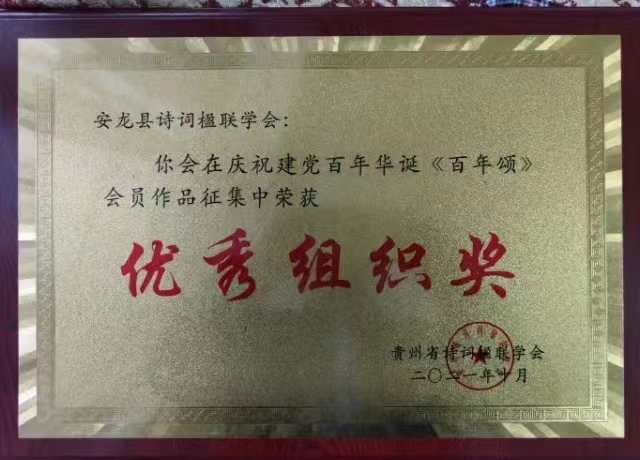 安龙县诗词楹联学会：
你会在庆祝建党百年华诞《百年颂》
会员作品征集中荣获
优秀组织奖
贵州省诗词楹联学会
二〇二一年十月